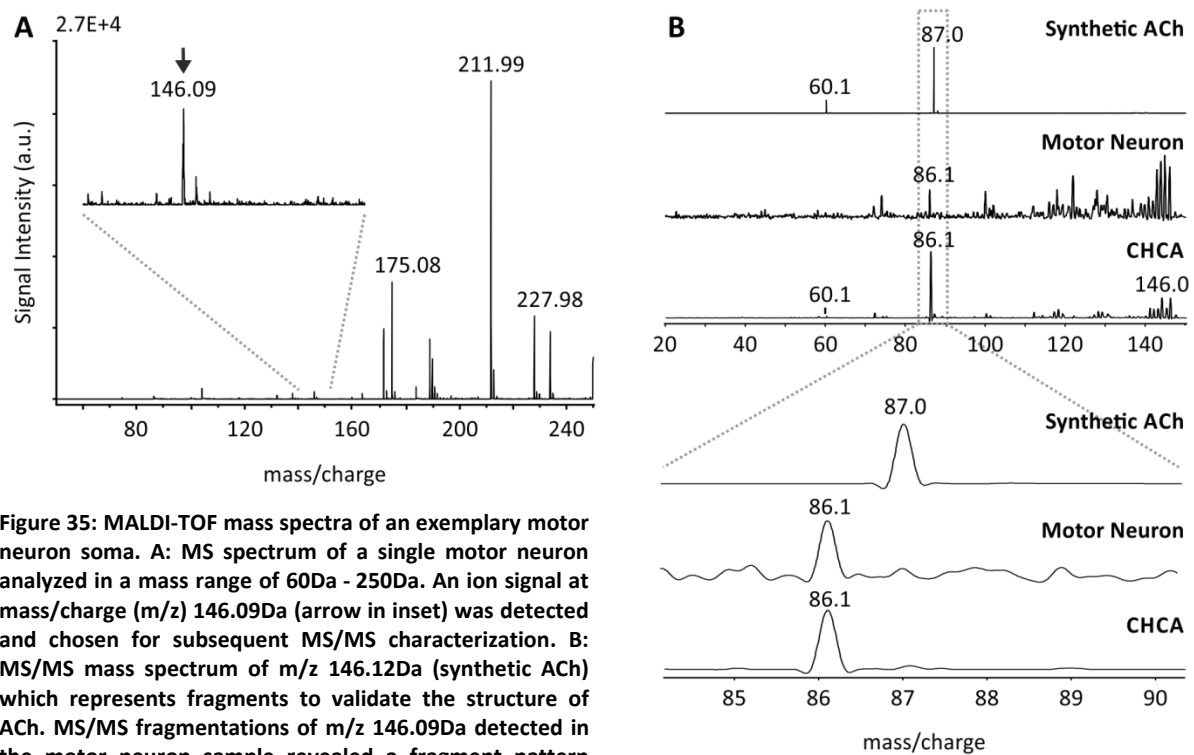 A
2.7E+4
146.09
211.99
175.08
227.98
Signal Intensity (a.u.)
80 120 160 200 240
mass/charge
B
Synthetic ACh
87.0
60.1
Motor Neuron
86.1
CHCA
86.1
60.1
146.0
20 40 60 80 100 120 140
87.0
Synthetic ACh
86.1
Motor Neuron
86.1
CHCA
85 86 87 88 89 90
mass/charge
Figure 35: MALDI-TOF mass spectra of an exemplary motor
neuron soma. A: MS spectrum of a single motor neuron
analyzed in a mass range of 60Da - 250Da. An ion signal at
mass/charge (m/z) 146.09Da (arrow in inset) was detected
and chosen for subsequent MS/MS characterization. B:
MS/MS mass spectrum of m/z 146.12Da (synthetic ACh)
which represents fragments to validate the structure of
ACh. MS/MS fragmentations of m/z 146.09Da detected in
the motor neuron sample revealed a fragment pattern